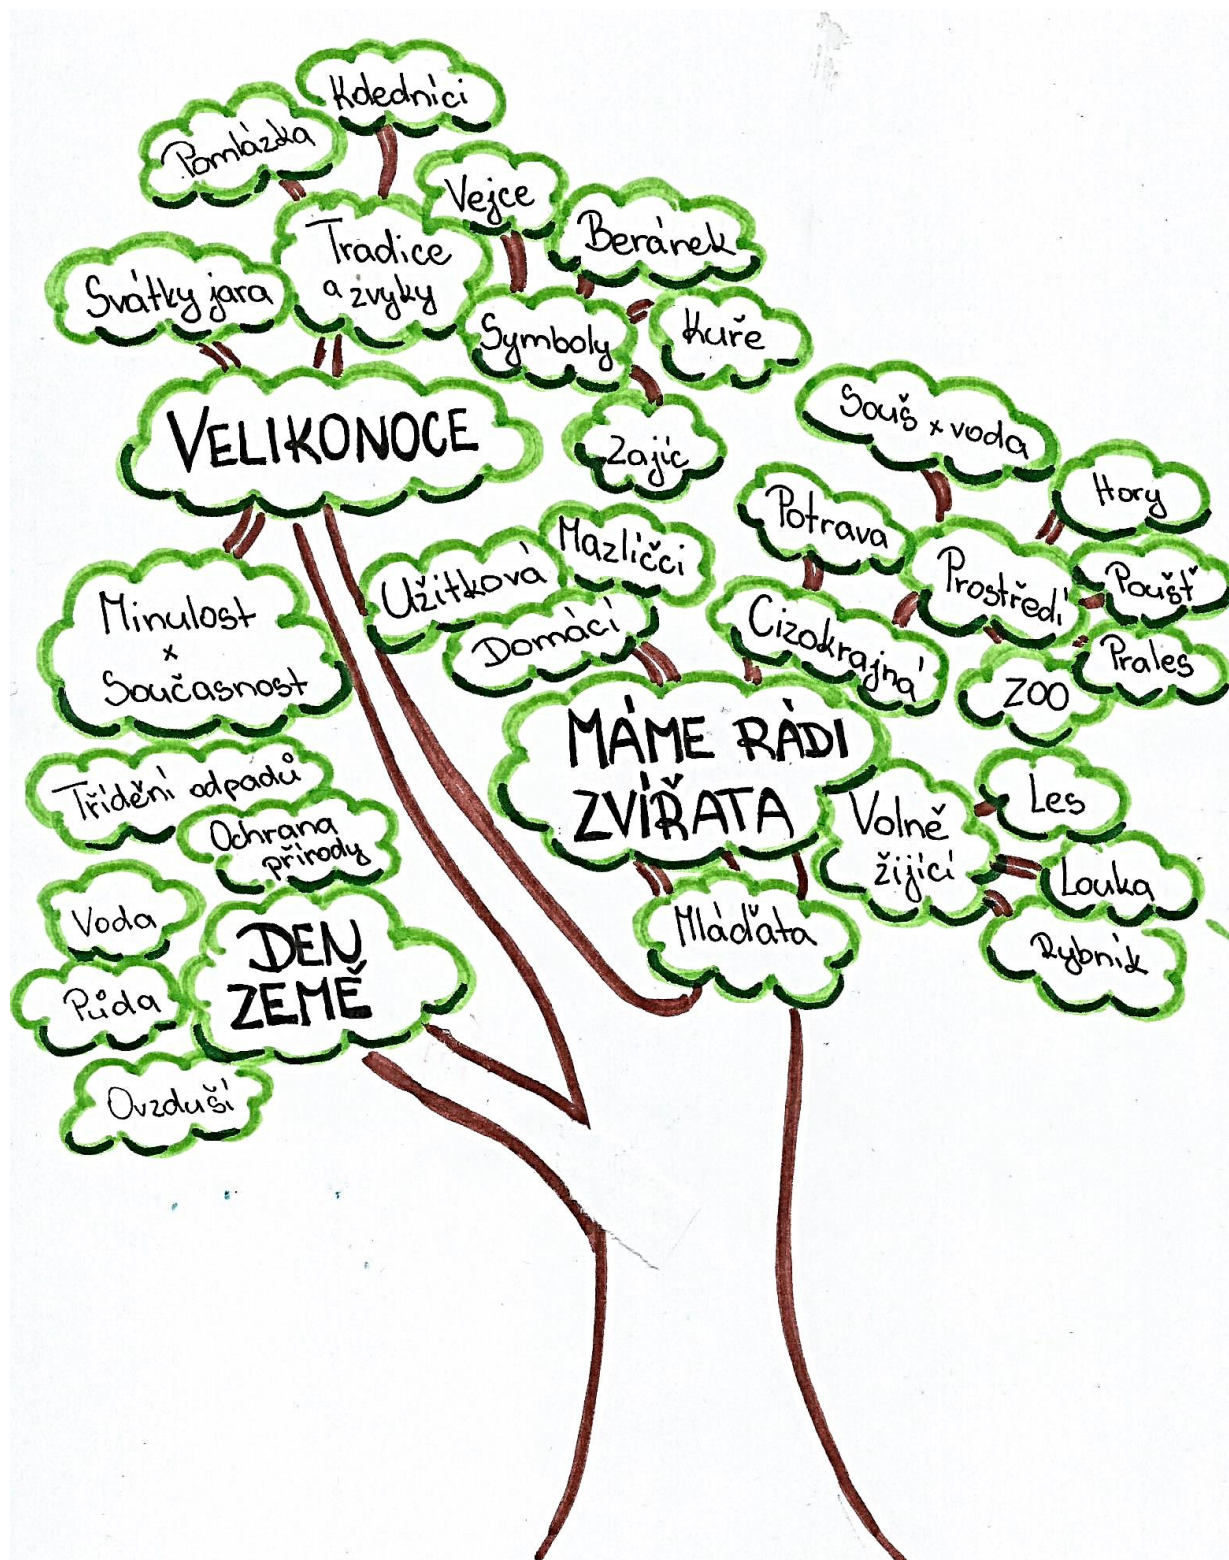 Koledníci
Pomlázka
Vejce
Beránek
Tradice
a zvyky
Svátky jara
Symboly
Kuře
VELIKONOCE
Zajíc
Souš x voda
Hory
Potrava
Prostředí
Poušť
Prales
ZOO
Mazlíčci
Užitková
Domácí
Cizokrajná
Minulost
x
Současnost
MÁME RÁDI
ZVÍŘATA
Volně
žijící
Les
Louka
Rybník
Mláďata
Třídění odpadů
Ochrana
přírody
Voda
DEN
ZEMĚ
Půda
Ovzduší